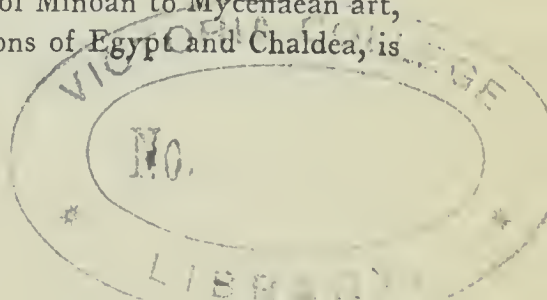 of Minoan to Mycenaean art,
ons of Egypt and Chaldea, is
No.
LIBRARY